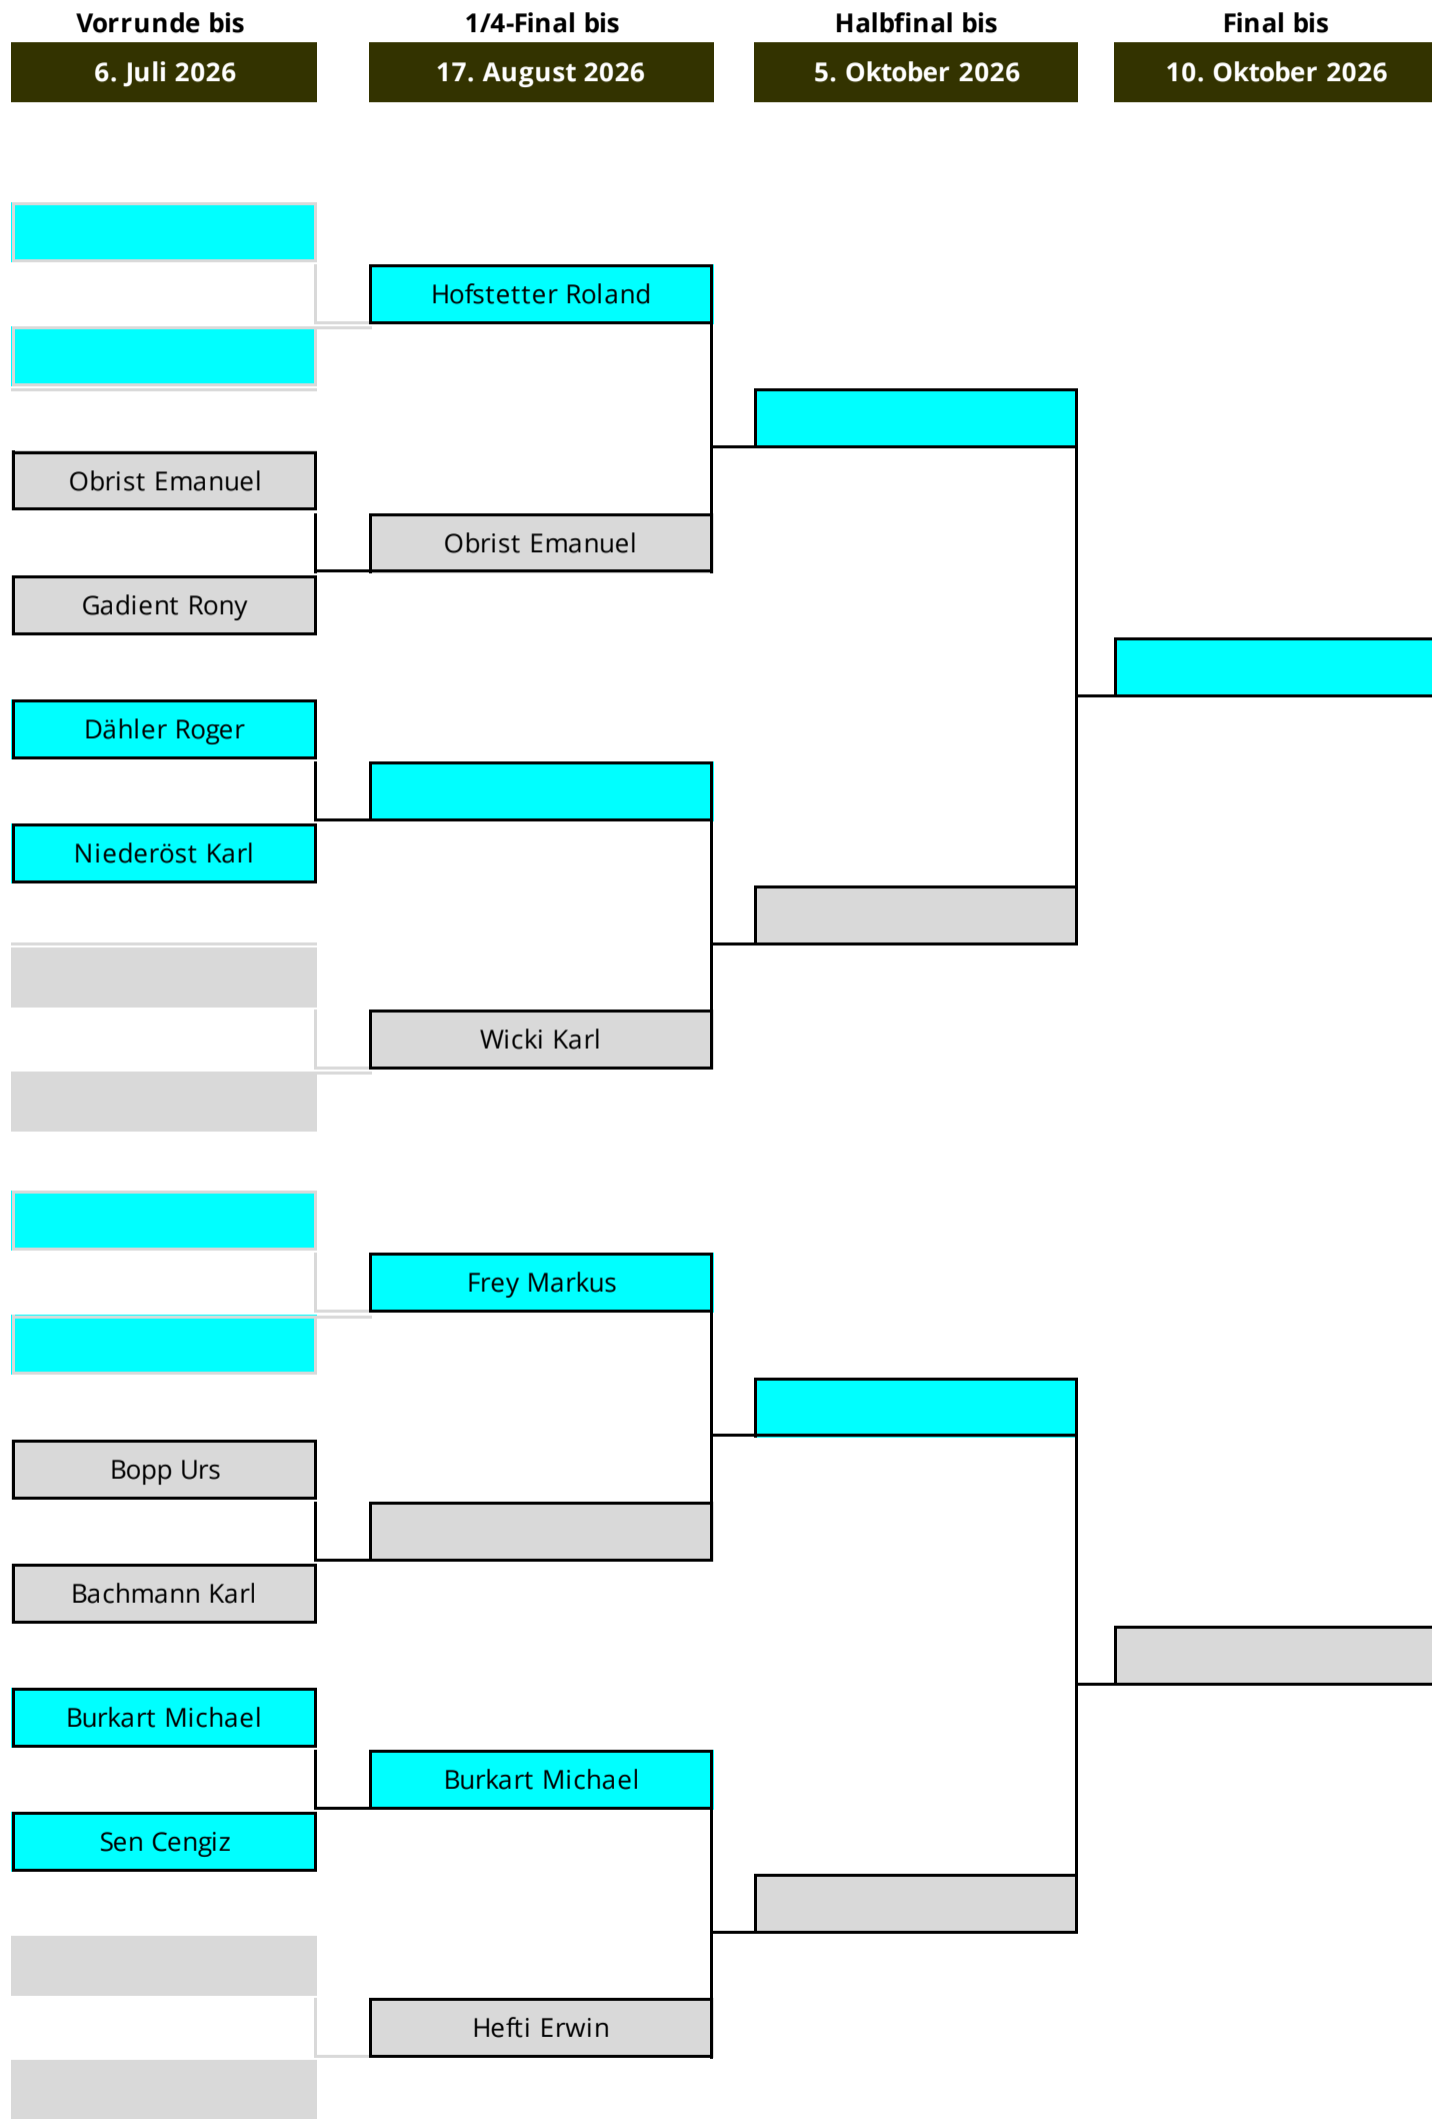 Vorrunde bis
1/4-Final bis
Halbfinal bis
Final bis
6. Juli 2026
17. August 2026
5. Oktober 2026
10. Oktober 2026
Hofstetter Roland
Obrist Emanuel
Obrist Emanuel
Gadient Rony
Dähler Roger
Niederöst Karl
Wicki Karl
Frey Markus
Bopp Urs
Bachmann Karl
Burkart Michael
Burkart Michael
Sen Cengiz
Hefti Erwin